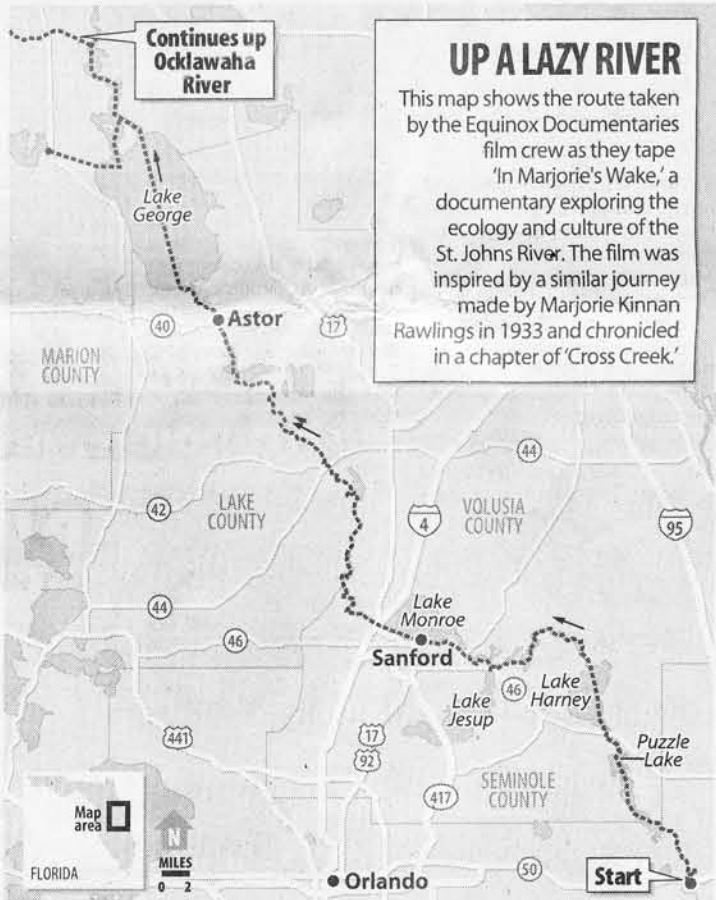 Continues up
Ocklawaha
River
UP A LAZY RIVER
This map shows the route taken
by the Equinox Documentaries
film crew as they tape
'In Marjorie's Wake,' a
documentary exploring the
ecology and culture of the
St. Johns River. The film was
inspired by a similar journey
made by Marjorie Kinnan
Rawlings in 1933 and chronicled
in a chapter of 'Cross Creek.'
Lake
George
40
Astor
17
MARION
COUNTY
44
42
LAKE
COUNTY
4
VOLUSIA
COUNTY
95
44
Lake
Monroe
46
Sanford
Lake
Jesup
46
Lake
Harney
441
17
92
Puzzle
Lake
417
SEMINOLE
COUNTY
Map
area
FLORIDA
N
MILES
0 2
Orlando
50
Start